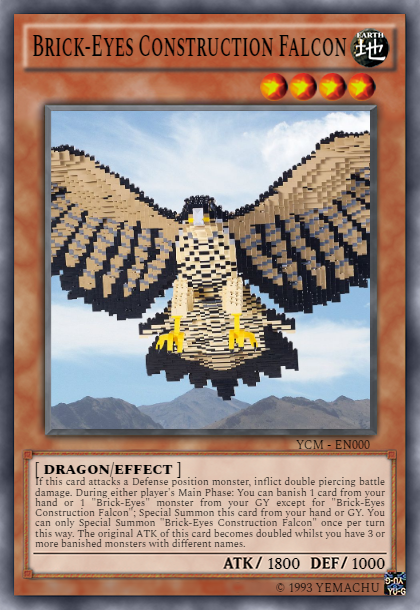 BRICK-EYES CONSTRUCTION FALCON
EARTH
地
YCM - EN000
[ DRAGON/EFFECT ]
If this card attacks a Defense position monster, inflict double piercing battle
damage. During either player's Main Phase: You can banish 1 card from your
hand or 1 "Brick-Eyes" monster from your GY except for "Brick-Eyes
Construction Falcon"; Special Summon this card from your hand or GY. You
can only Special Summon "Brick-Eyes Construction Falcon" once per turn
this way. The original ATK of this card becomes doubled whilst you have 3 or
more banished monsters with different names.
ATK/ 1800 DEF/ 1000
© 1993 YEMACHU